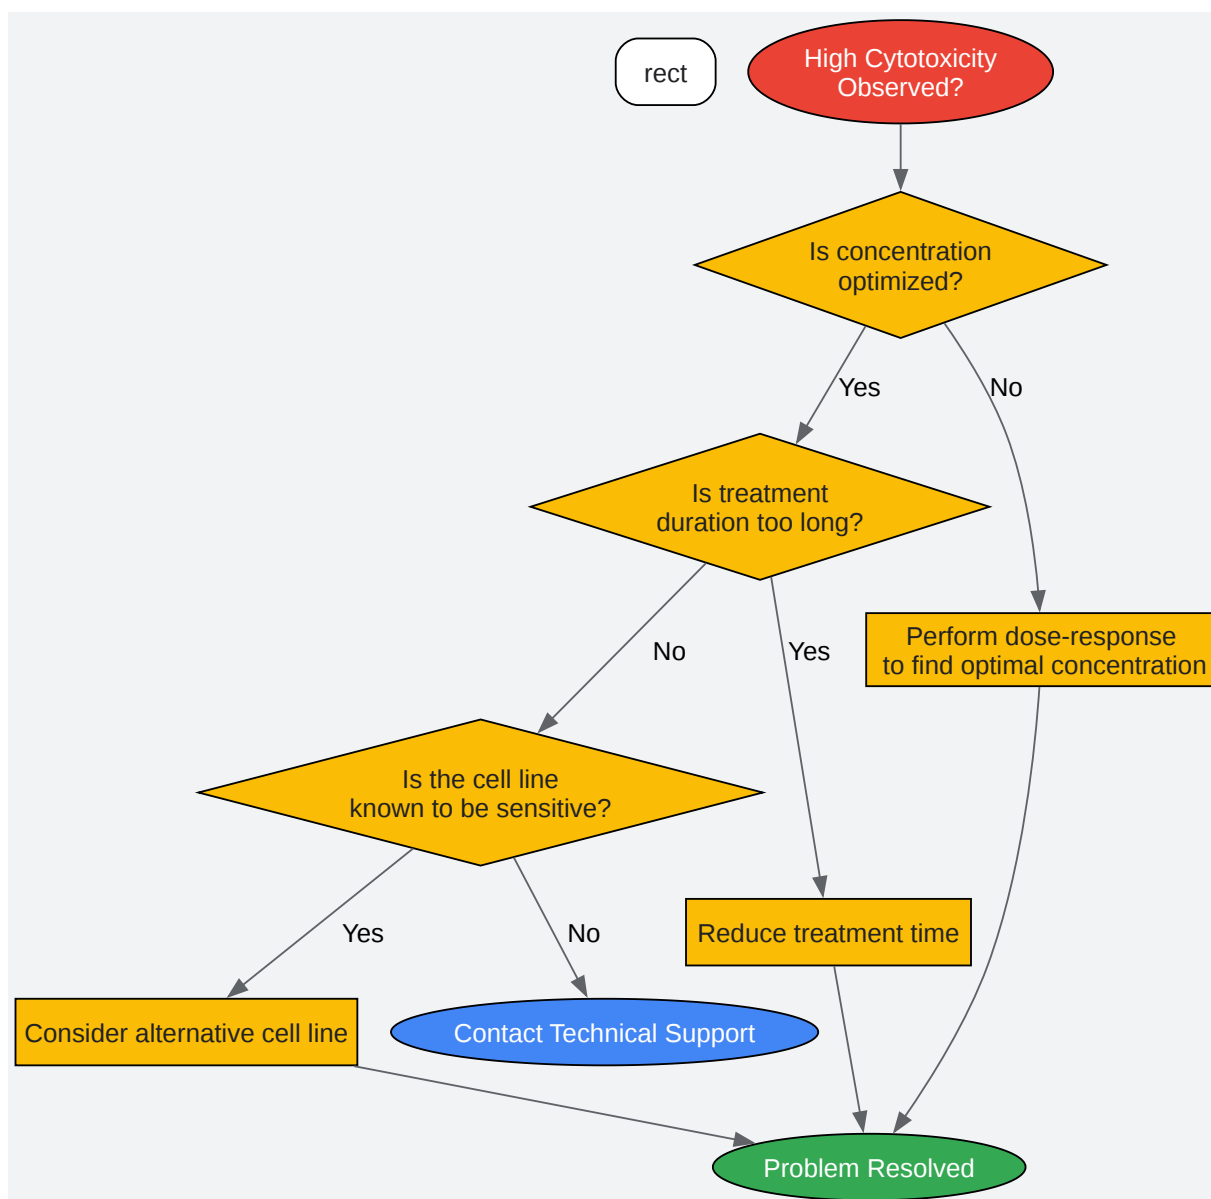 rect
High Cytotoxicity
Observed?
Is concentration
optimized?
Yes
No
Is treatment
duration too long?
No
Yes
Perform dose-response
to find optimal concentration
Is the cell line
known to be sensitive?
Yes
No
Reduce treatment time
Consider alternative cell line
Contact Technical Support
Problem Resolved